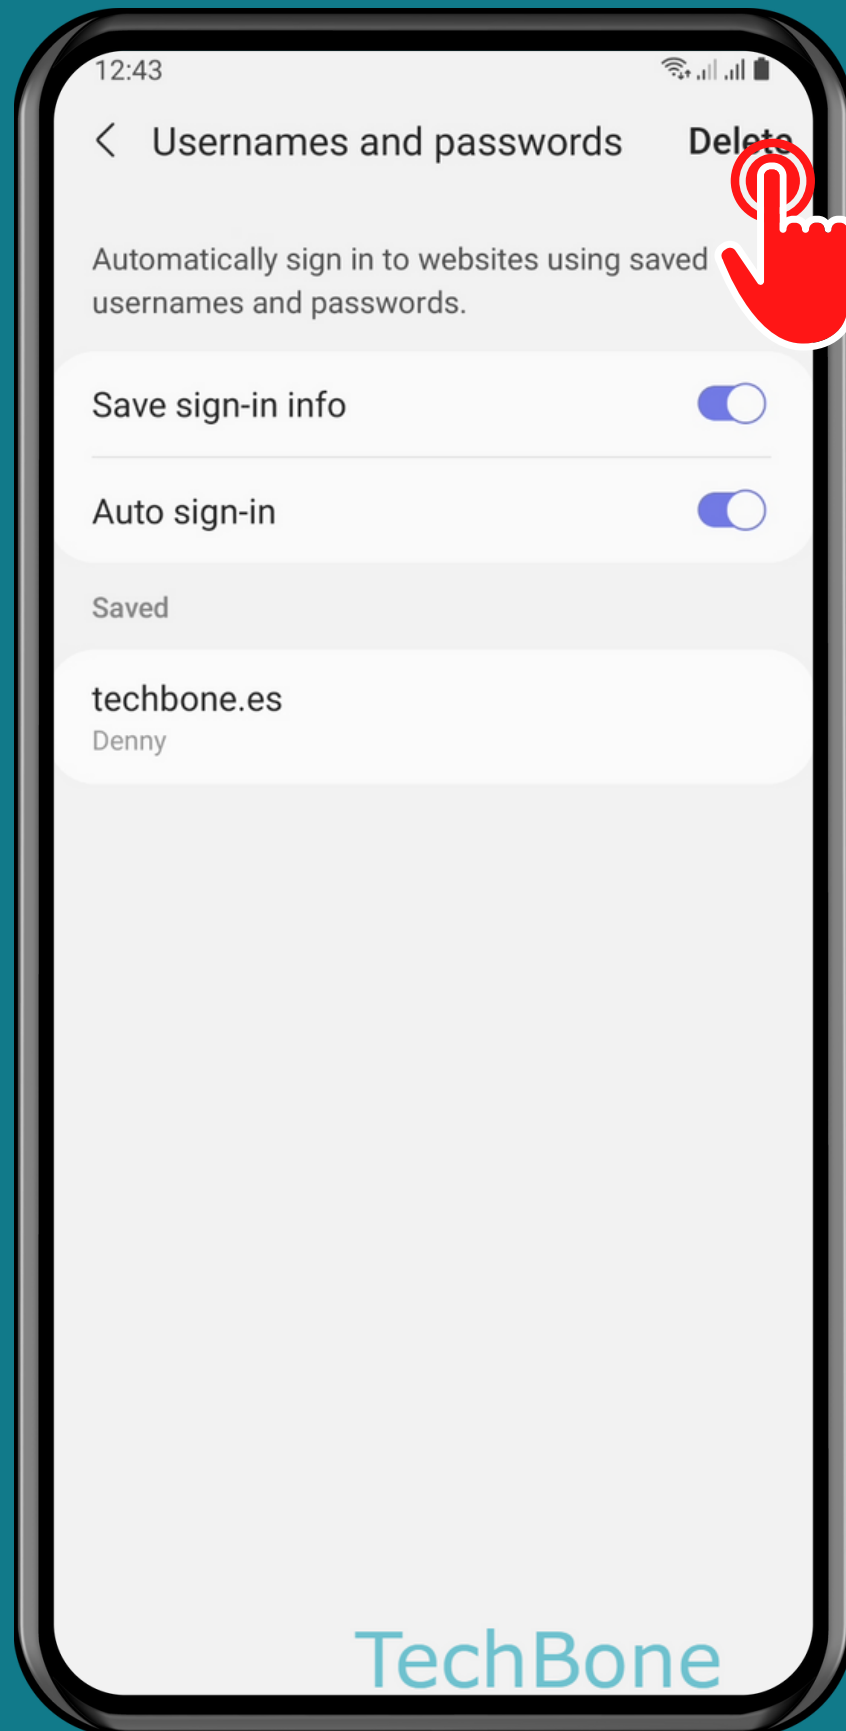 12:43
Usernames and passwords Delete
Automatically sign in to websites using saved
usernames and passwords.
Save sign-in info
Auto sign-in
Saved
techbone.es
Denny
TechBone